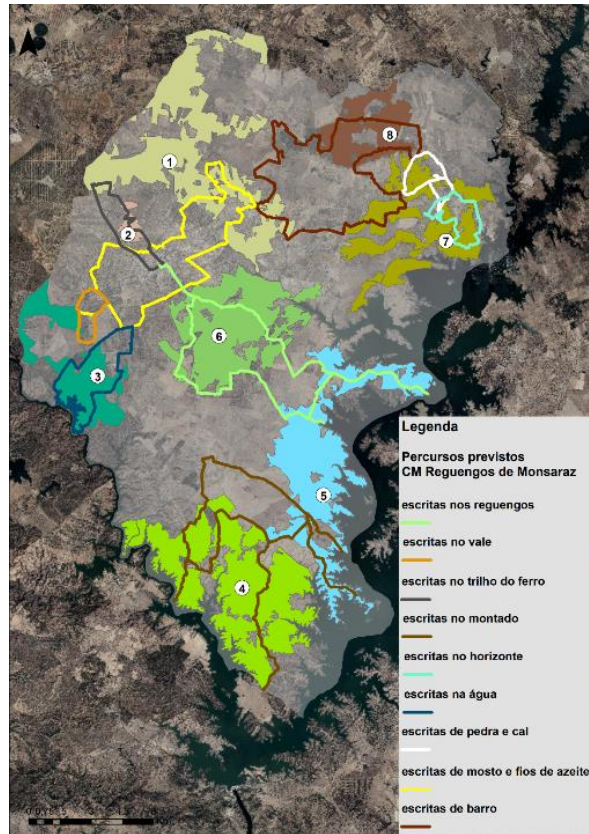 1
8
2
7
6
3
5
4
Legenda
Percursos previstos
CM Reguengos de Monsaraz
escritas nos reguengos
escritas no vale
escritas no trilho do ferro
escritas no montado
escritas no horizonte
escritas na água
escritas de pedra e cal
escritas de mosto e fios de azeite
escritas de barro